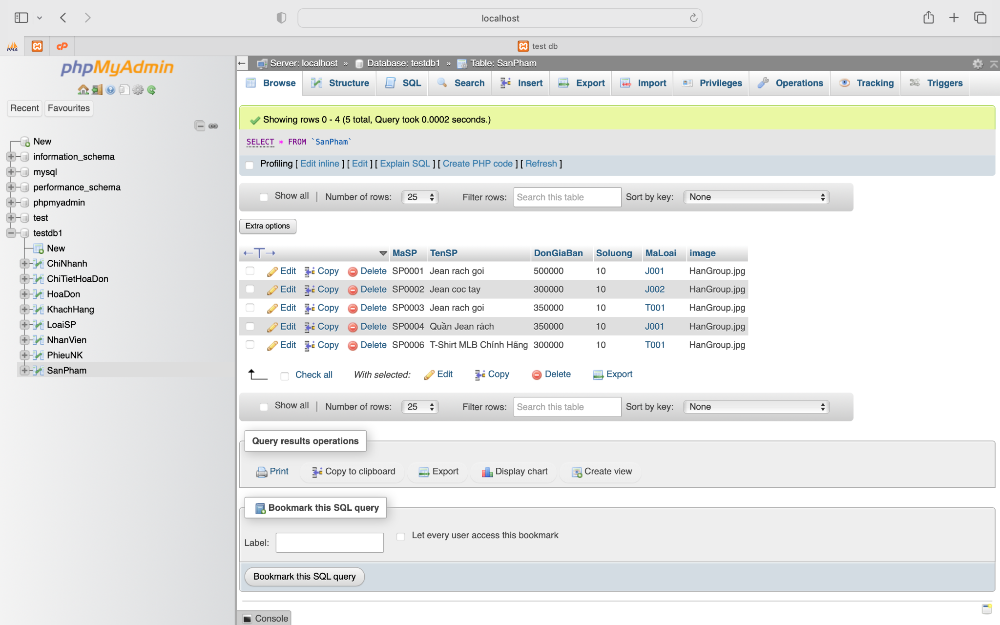 localhost
PMA
test db
phpMyAdmin
Recent Favourites
New
information_schema
mysql
performance_schema
phpmyadmin
test
testdb1
New
ChiNhanh
ChiTietHoaDon
HoaDon
KhachHang
LoaiSP
NhanVien
PhieuNK
SanPham
Server: localhost » Database: testdb1 » Table: SanPham
Browse Structure SQL Search Insert Export Import Privileges Operations Tracking Triggers
Showing rows 0 - 4 (5 total, Query took 0.0002 seconds.)
SELECT * FROM `SanPham`
Profiling [ Edit inline ] [ Edit ] [ Explain SQL ] [ Create PHP code ] [ Refresh ]
Show all | Number of rows: 25 Filter rows: Search this table Sort by key: None
Extra options
←T→ MaSP TenSP DonGiaBan Soluong MaLoai image
Edit Copy Delete SP0001 Jean rach goi 500000 10 J001 HanGroup.jpg
Edit Copy Delete SP0002 Jean coc tay 300000 10 J002 HanGroup.jpg
Edit Copy Delete SP0003 Jean rach goi 350000 10 T001 HanGroup.jpg
Edit Copy Delete SP0004 Quần Jean rách 350000 10 J001 HanGroup.jpg
Edit Copy Delete SP0006 T-Shirt MLB Chính Hãng 300000 10 T001 HanGroup.jpg
Check all With selected: Edit Copy Delete Export
Show all | Number of rows: 25 Filter rows: Search this table Sort by key: None
Query results operations
Print Copy to clipboard Export Display chart Create view
Bookmark this SQL query
Label: Let every user access this bookmark
Bookmark this SQL query
Console